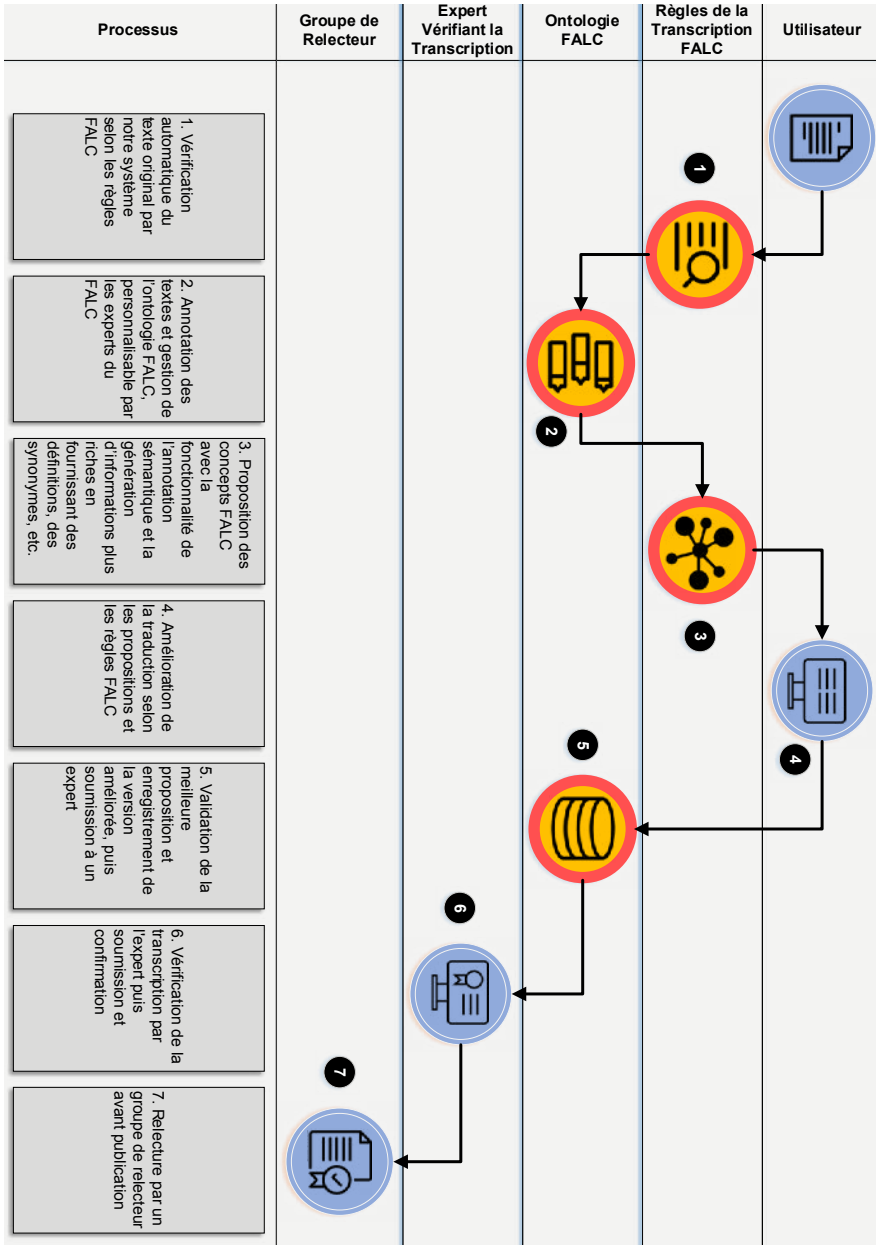 Processus
Groupe de
Relecteur
Expert
Vérifiant la
Transcription
Ontologie
FALC
Règles de la
Transcription
FALC
Utilisateur
1. Vérification
automatique du
texte original par
notre système
selon les règles
FALC
2. Annotation des
textes et gestion de
l'ontologie FALC,
personnalisable par
les experts du
FALC
3. Proposition des
concepts FALC
avec la
fonctionnalité de
l'annotation
sémantique et la
génération
d'informations plus
riches en
fournissant des
définitions, des
synonymes, etc.
4. Amélioration de
la traduction selon
les propositions et
les règles FALC
5. Validation de la
meilleure
proposition et
enregistrement de
la version
améliorée, puis
soumission à un
expert
6. Vérification de la
transcription par
l'expert puis
soumission et
confirmation
7. Relecture par un
groupe de relecteur
avant publication
1
2
3
4
5
6
7